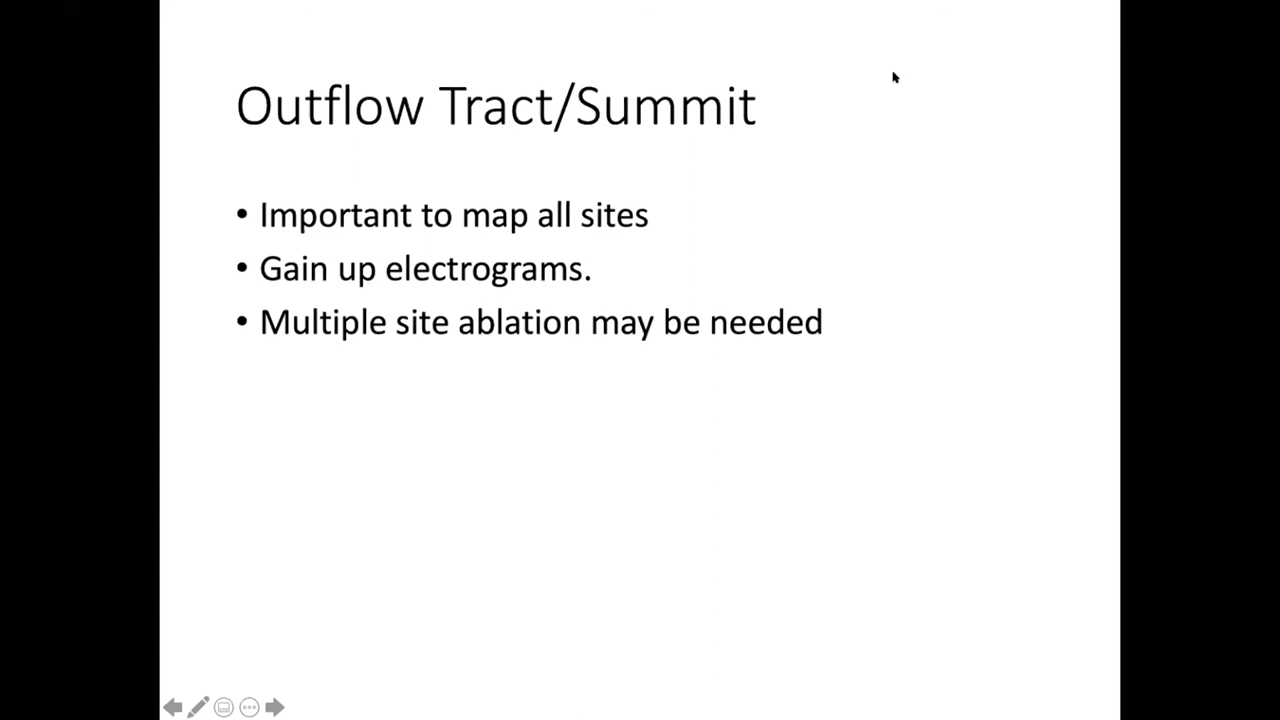 Outflow Tract/Summit
• Important to map all sites
• Gain up electrograms.
• Multiple site ablation may be needed